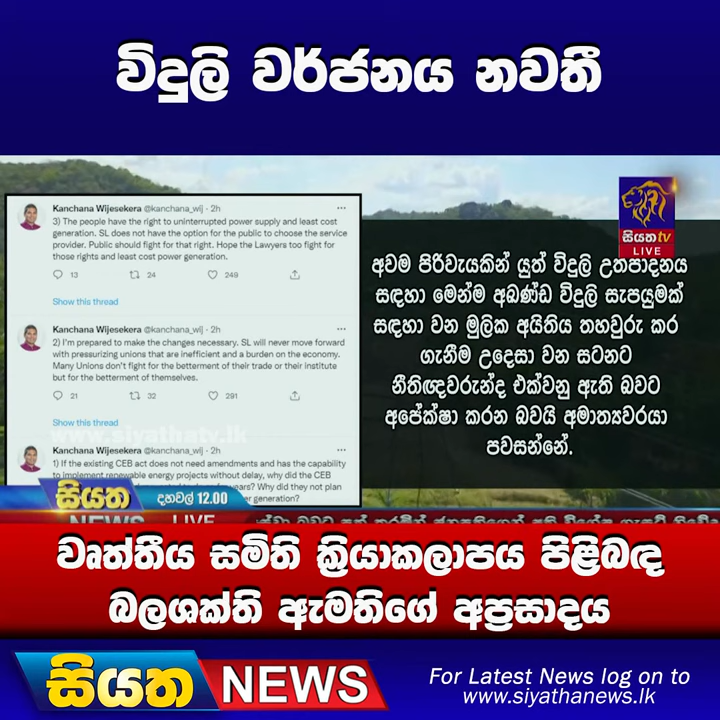 විදුලි වර්ජනය නවතී
Kanchana Wijesekera @kanchana_wij · 2h
3) The people have the right to uninterrupted power supply and least cost
generation. SL does not have the option for the public to choose the service
provider. Public should fight for that right. Hope the Lawyers too fight for
those rights and least cost power generation.
13 24 249
Show this thread
Kanchana Wijesekera @kanchana_wij · 2h
2) I'm prepared to make the changes necessary. SL will never move forward
with pressurizing unions that are inefficient and a burden on the economy.
Many Unions don't fight for the betterment of their trade or their institute
but for the betterment of themselves.
21 32 291
Show this thread
www.siyathatv.lk
Kanchana Wijesekera @kanchana_wij · 2h
1) If the existing CEB act does not need amendments and has the capability
to implement renewable energy projects without delay, why did the CEB
years? Why did they not plan
er generation?
සියත tv
LIVE
අවම පිරිවැයකින් යුත් විදුලි උත්පාදනය
සඳහා මෙන්ම අඛණ්ඩ විදුලි සැපයුමක්
සඳහා වන මුලික අයිතිය තහවුරු කර
ගැනීම උදෙසා වන සටනට
නීතිඥවරුන්ද එක්වනු ඇති බවට
අපේක්ෂා කරන බවයි අමාත්‍යවරයා
පවසන්නේ.
සියත දහවල් 12.00
NEWS LIVE
වෘත්තීය සමිති ක්‍රියාකලාපය පිළිබඳ
බලශක්ති ඇමතිගේ අප්‍රසාදය
සියත NEWS
For Latest News log on to
www.siyathanews.lk